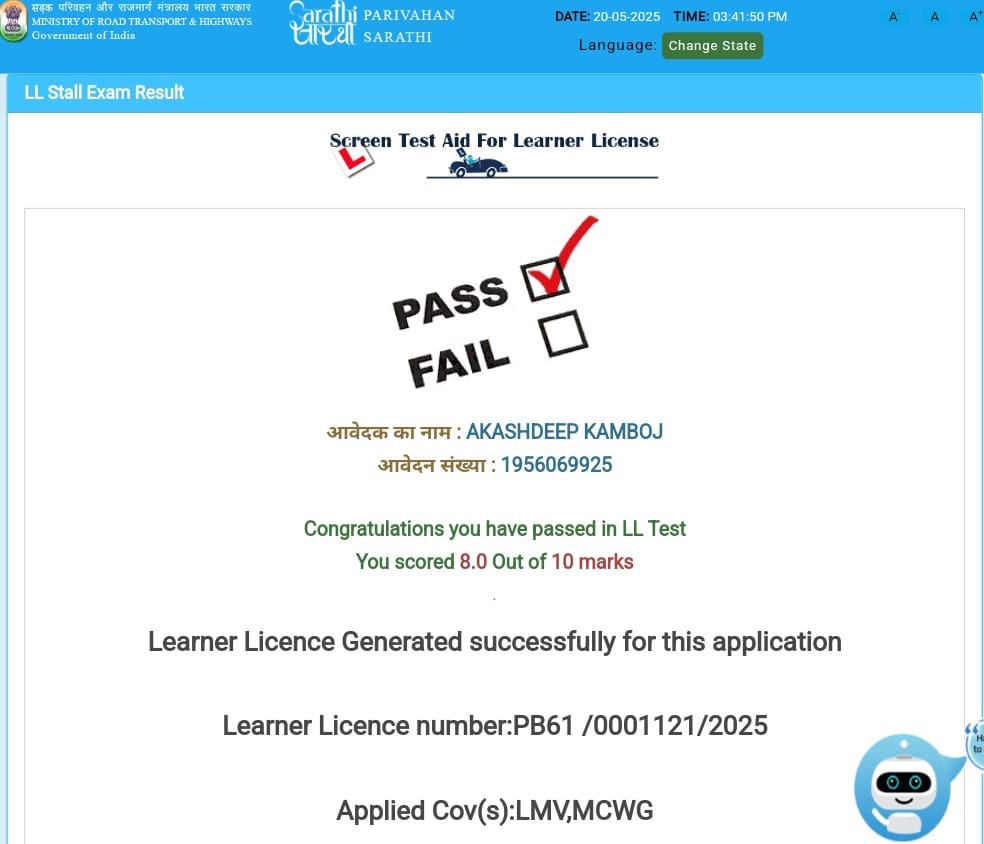 सड़क परिवहन और राजमार्ग मंत्रालय भारत सरकार
MINISTRY OF ROAD TRANSPORT & HIGHWAYS
Government of India
Sarathi
सारथी
PARIVAHAN
SARATHI
DATE: 20-05-2025 TIME: 03:41:50 PM
A- A A+
Language: Change State
LL Stall Exam Result
Screen Test Aid For Learner License
L
PASS
FAIL
आवेदक का नाम : AKASHDEEP KAMBOJ
आवेदन संख्या : 1956069925
Congratulations you have passed in LL Test
You scored 8.0 Out of 10 marks
.
Learner Licence Generated successfully for this application
Learner Licence number:PB61 /0001121/2025
to
Applied Cov(s):LMV,MCWG